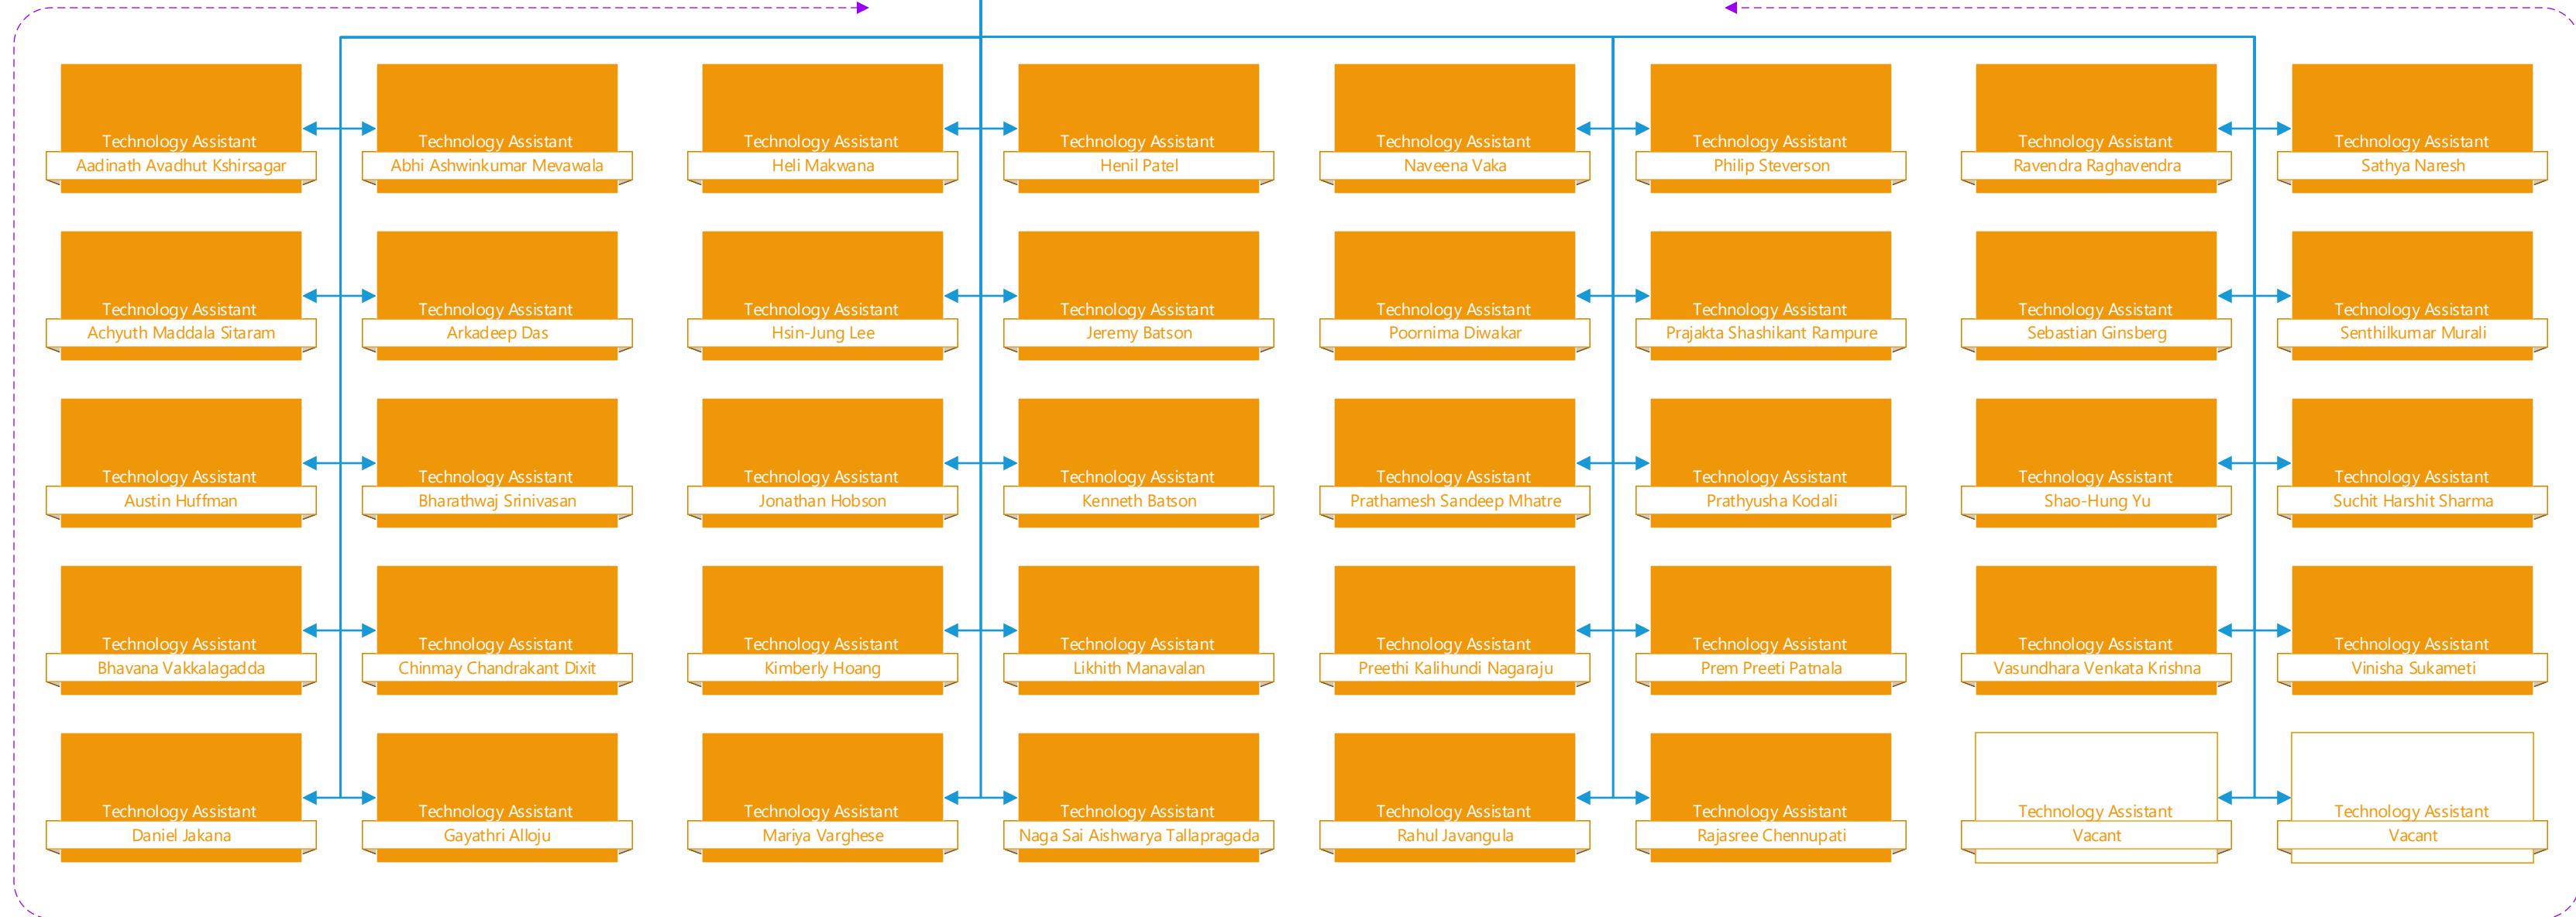 Technology Assistant
Aadinath Avadhut Kshirsagar
Technology Assistant
Abhi Ashwinkumar Mevawala
Technology Assistant
Heli Makwana
Technology Assistant
Henil Patel
Technology Assistant
Naveena Vaka
Technology Assistant
Philip Steverson
Technology Assistant
Ravendra Raghavendra
Technology Assistant
Sathya Naresh
Technology Assistant
Achyuth Maddala Sitaram
Technology Assistant
Arkadeep Das
Technology Assistant
Hsin-Jung Lee
Technology Assistant
Jeremy Batson
Technology Assistant
Poornima Diwakar
Technology Assistant
Prajakta Shashikant Rampure
Technology Assistant
Sebastian Ginsberg
Technology Assistant
Senthilkumar Murali
Technology Assistant
Austin Huffman
Technology Assistant
Bharathwaj Srinivasan
Technology Assistant
Jonathan Hobson
Technology Assistant
Kenneth Batson
Technology Assistant
Prathamesh Sandeep Mhatre
Technology Assistant
Prathyusha Kodali
Technology Assistant
Shao-Hung Yu
Technology Assistant
Suchit Harshit Sharma
Technology Assistant
Bhavana Vakkalagadda
Technology Assistant
Chinmay Chandrakant Dixit
Technology Assistant
Kimberly Hoang
Technology Assistant
Likhith Manavalan
Technology Assistant
Preethi Kalihundi Nagaraju
Technology Assistant
Prem Preeti Patnala
Technology Assistant
Vasundhara Venkata Krishna
Technology Assistant
Vinisha Sukameti
Technology Assistant
Daniel Jakana
Technology Assistant
Gayathri Alloju
Technology Assistant
Mariya Varghese
Technology Assistant
Naga Sai Aishwarya Tallapragada
Technology Assistant
Rahul Javangula
Technology Assistant
Rajasree Chennupati
Technology Assistant
Vacant
Technology Assistant
Vacant